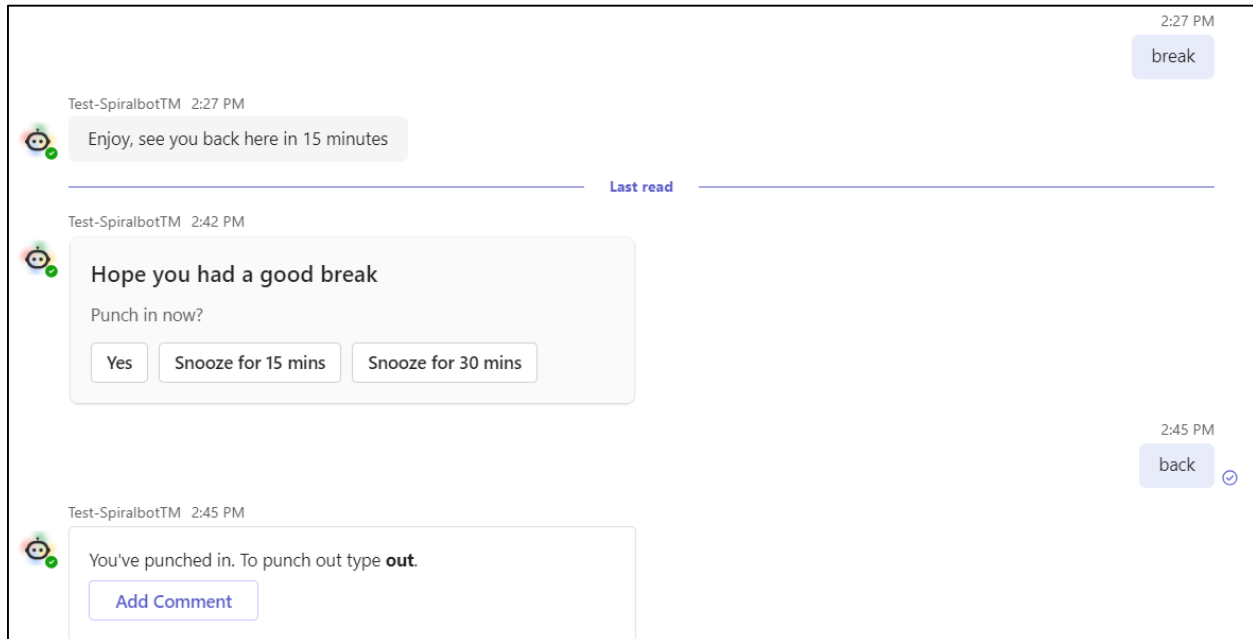 2:27 PM
break
Test-SpiralbotTM 2:27 PM
Enjoy, see you back here in 15 minutes
Last read
Test-SpiralbotTM 2:42 PM
Hope you had a good break
Punch in now?
Yes Snooze for 15 mins Snooze for 30 mins
2:45 PM
back
Test-SpiralbotTM 2:45 PM
You've punched in. To punch out type out.
Add Comment